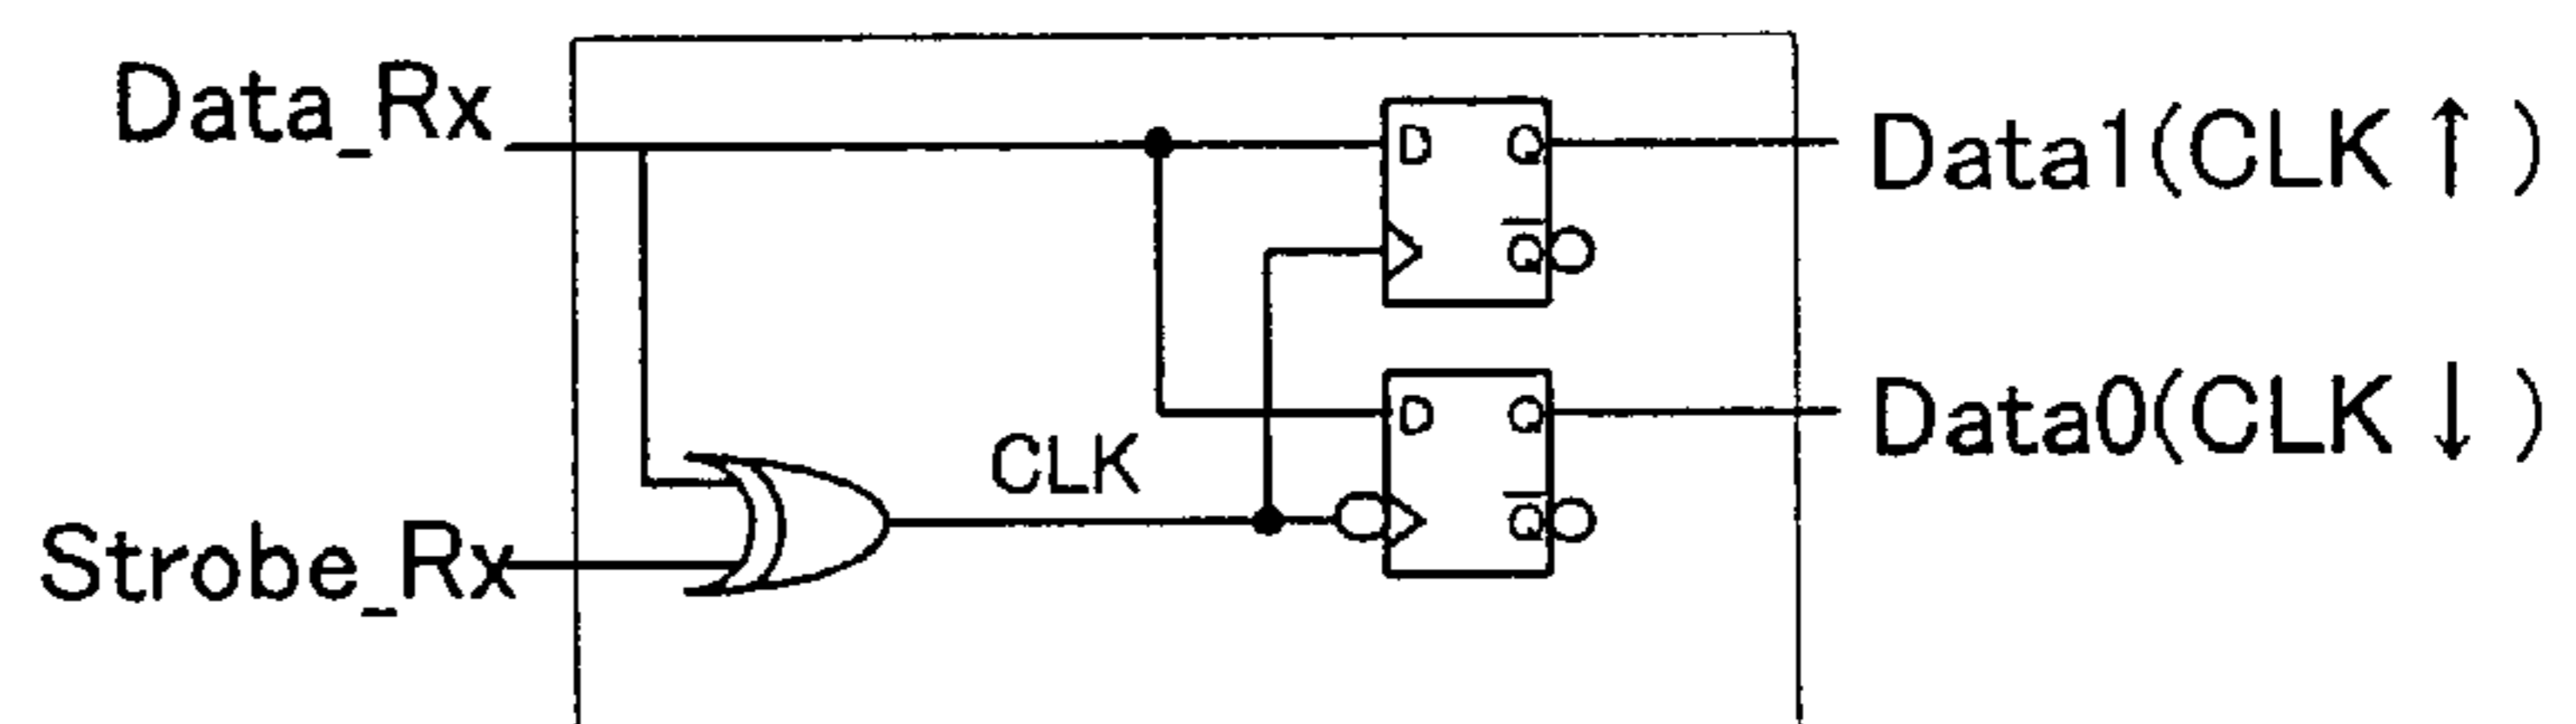 Data_Rx
D Q
Data1(CLK ↑)
Q̅
D Q
Data0(CLK ↓)
CLK
Strobe_Rx
Q̅